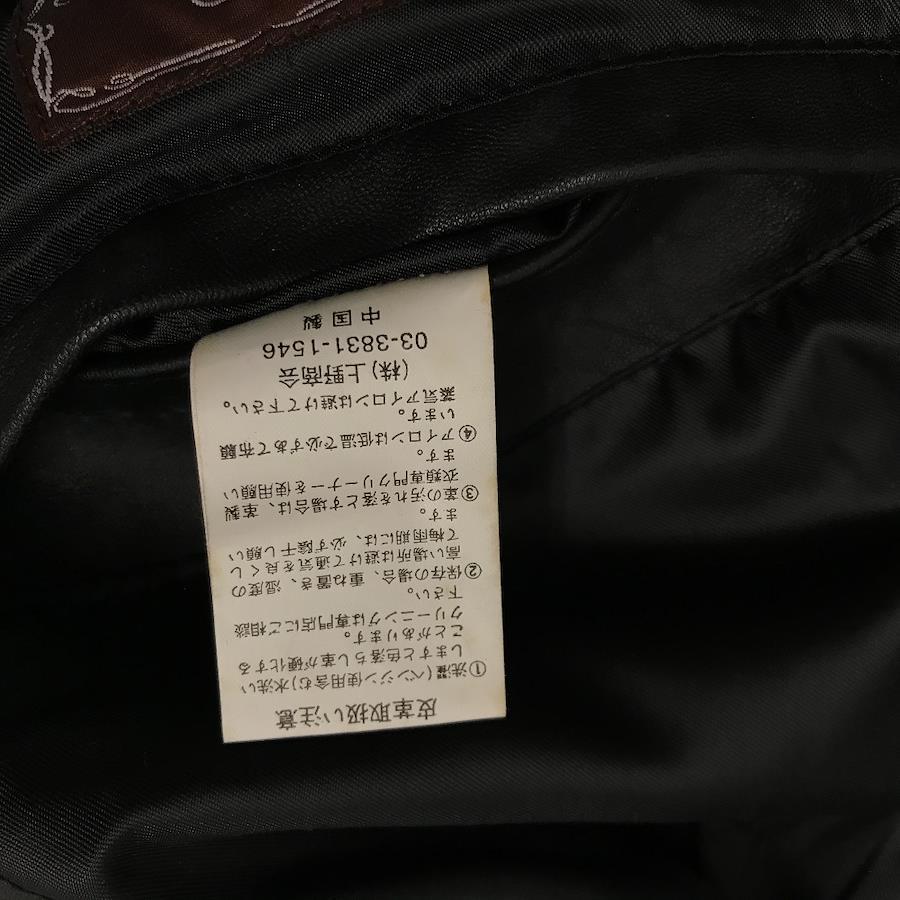 皮革取扱い注意
①洗濯(ベンジン使用含む)水洗い
しますと色落ちし革が硬化する
ことがあります。
クリーニングは専門店にご相談
下さい。
②保存の場合、重ね置き、湿度の
高い場所は避けて通気を良くし
て梅雨期には、必ず陰干し願い
ます。
③革の汚れを落とす場合は、革製
衣類専門クリーナーを使用願い
ます。
④アイロンは低温で必ずあて布願
います。
蒸気アイロンは避けて下さい。
(株)上野商会
03-3831-1546
中国製